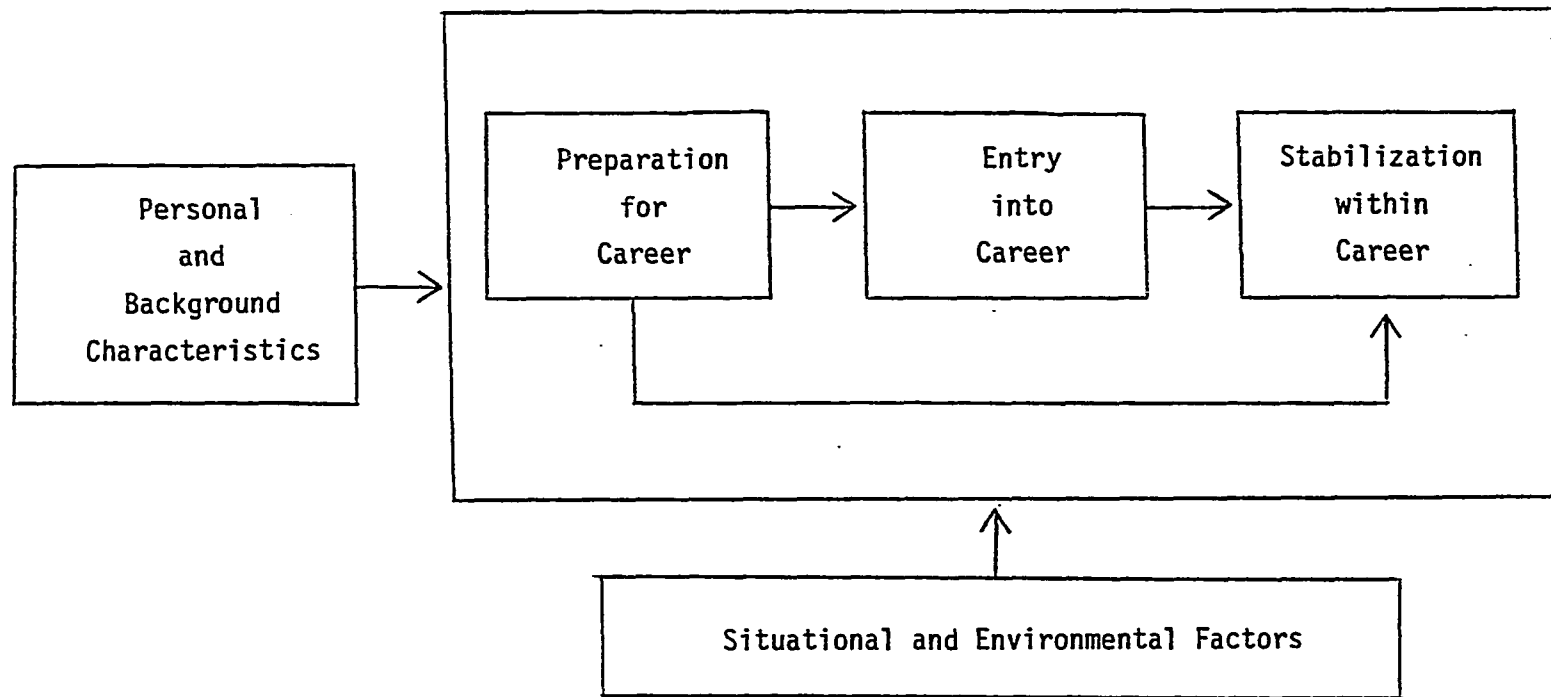 Personal
and
Background
Characteristics
Preparation
for
Career
Entry
into
Career
Stabilization
within
Career
Situational and Environmental Factors